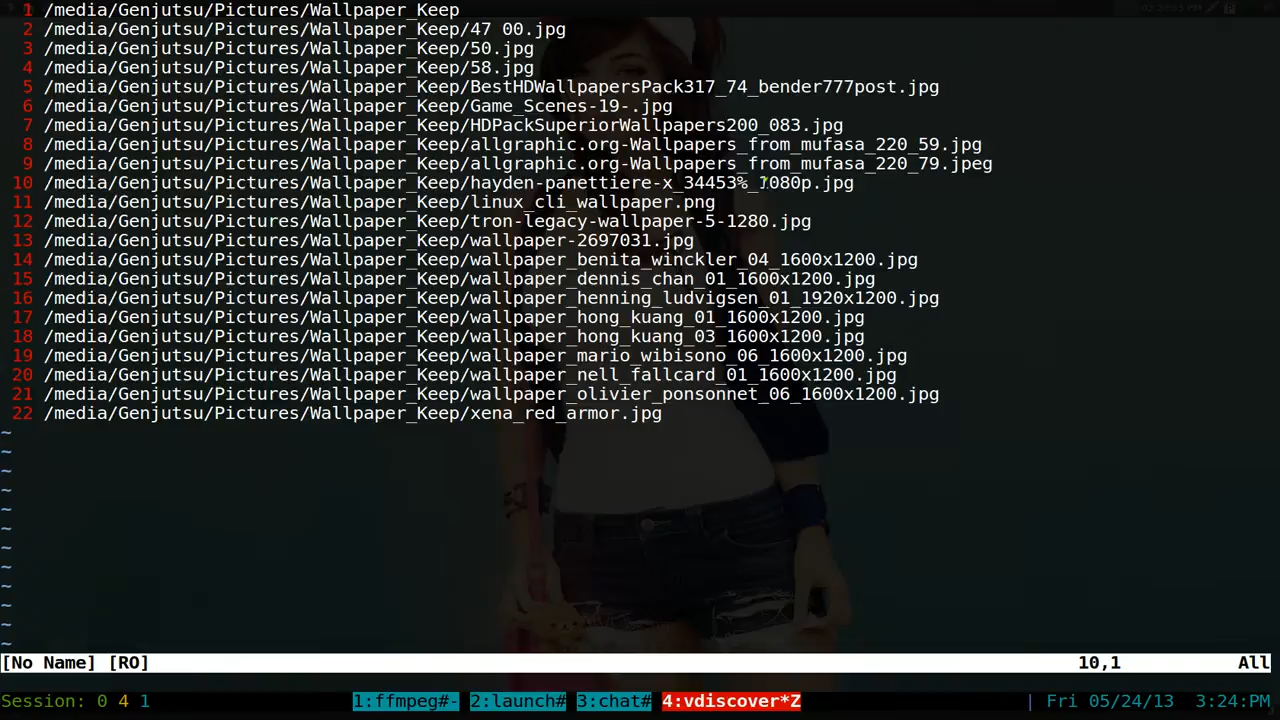 1 /media/Genjutsu/Pictures/Wallpaper_Keep
2 /media/Genjutsu/Pictures/Wallpaper_Keep/47 00.jpg
3 /media/Genjutsu/Pictures/Wallpaper_Keep/50.jpg
4 /media/Genjutsu/Pictures/Wallpaper_Keep/58.jpg
5 /media/Genjutsu/Pictures/Wallpaper_Keep/BestHDWallpapersPack317_74_bender777post.jpg
6 /media/Genjutsu/Pictures/Wallpaper_Keep/Game_Scenes-19-.jpg
7 /media/Genjutsu/Pictures/Wallpaper_Keep/HDPackSuperiorWallpapers200_083.jpg
8 /media/Genjutsu/Pictures/Wallpaper_Keep/allgraphic.org-Wallpapers_from_mufasa_220_59.jpg
9 /media/Genjutsu/Pictures/Wallpaper_Keep/allgraphic.org-Wallpapers_from_mufasa_220_79.jpeg
10 /media/Genjutsu/Pictures/Wallpaper_Keep/hayden-panettiere-x_34453%_1080p.jpg
11 /media/Genjutsu/Pictures/Wallpaper_Keep/linux_cli_wallpaper.png
12 /media/Genjutsu/Pictures/Wallpaper_Keep/tron-legacy-wallpaper-5-1280.jpg
13 /media/Genjutsu/Pictures/Wallpaper_Keep/wallpaper-2697031.jpg
14 /media/Genjutsu/Pictures/Wallpaper_Keep/wallpaper_benita_winckler_04_1600x1200.jpg
15 /media/Genjutsu/Pictures/Wallpaper_Keep/wallpaper_dennis_chan_01_1600x1200.jpg
16 /media/Genjutsu/Pictures/Wallpaper_Keep/wallpaper_henning_ludvigsen_01_1920x1200.jpg
17 /media/Genjutsu/Pictures/Wallpaper_Keep/wallpaper_hong_kuang_01_1600x1200.jpg
18 /media/Genjutsu/Pictures/Wallpaper_Keep/wallpaper_hong_kuang_03_1600x1200.jpg
19 /media/Genjutsu/Pictures/Wallpaper_Keep/wallpaper_mario_wibisono_06_1600x1200.jpg
20 /media/Genjutsu/Pictures/Wallpaper_Keep/wallpaper_nell_fallcard_01_1600x1200.jpg
21 /media/Genjutsu/Pictures/Wallpaper_Keep/wallpaper_olivier_ponsonnet_06_1600x1200.jpg
22 /media/Genjutsu/Pictures/Wallpaper_Keep/xena_red_armor.jpg
~
~
~
~
~
~
~
~
~
~
~
~
[No Name] [RO] 10,1 All
Session: 0 4 1 1:ffmpeg#- 2:launch# 3:chat# 4:vdiscover*Z | Fri 05/24/13 3:24:PM